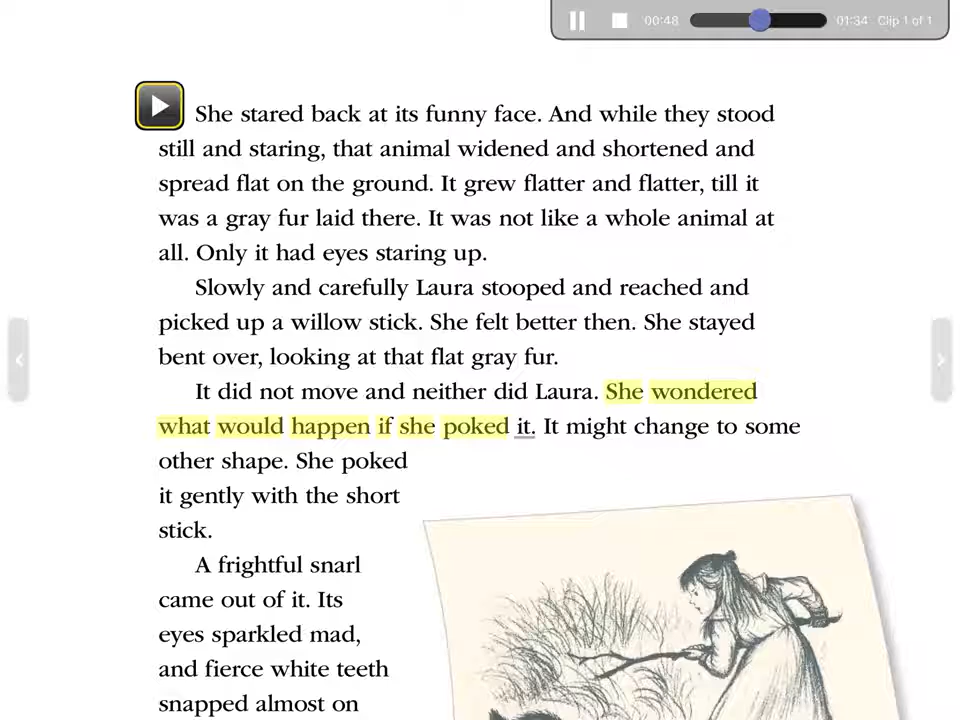 00:48
01:34
Clip 1 of 1
She stared back at its funny face. And while they stood
still and staring, that animal widened and shortened and
spread flat on the ground. It grew flatter and flatter, till it
was a gray fur laid there. It was not like a whole animal at
all. Only it had eyes staring up.
Slowly and carefully Laura stooped and reached and
picked up a willow stick. She felt better then. She stayed
bent over, looking at that flat gray fur.
It did not move and neither did Laura. She wondered
what would happen if she poked it. It might change to some
other shape. She poked
it gently with the short
stick.
A frightful snarl
came out of it. Its
eyes sparkled mad,
and fierce white teeth
snapped almost on